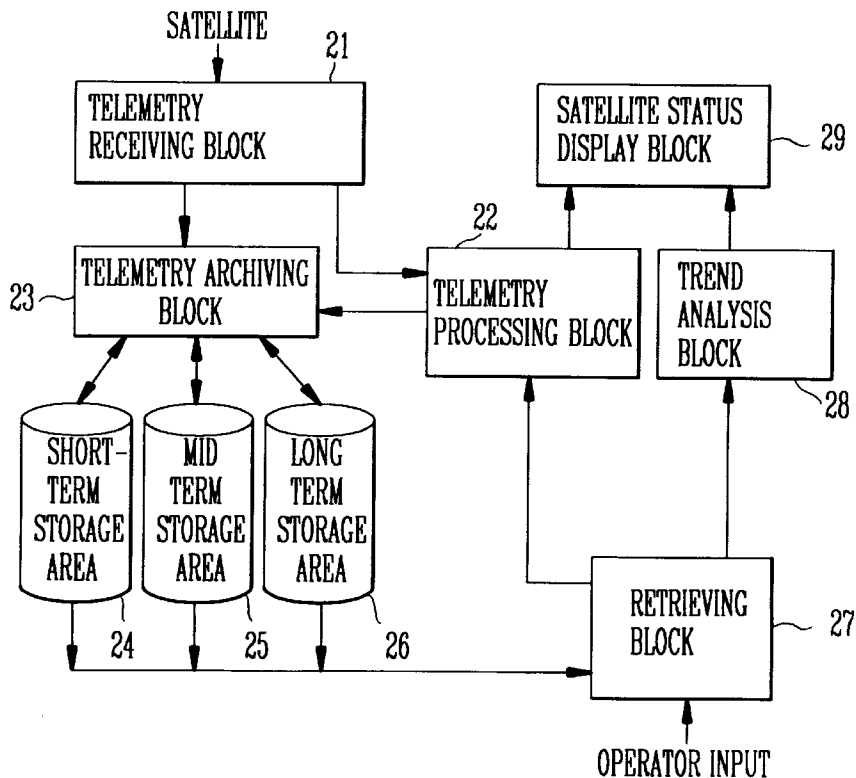 SATELLITE
21
TELEMETRY
RECEIVING BLOCK
SATELLITE STATUS
DISPLAY BLOCK
29
22
TELEMETRY ARCHIVING
BLOCK
23
TELEMETRY
PROCESSING BLOCK
TREND
ANALYSIS
BLOCK
28
SHORT-
TERM
STORAGE
AREA
MID
TERM
STORAGE
AREA
LONG
TERM
STORAGE
AREA
24
25
26
RETRIEVING
BLOCK
27
OPERATOR INPUT